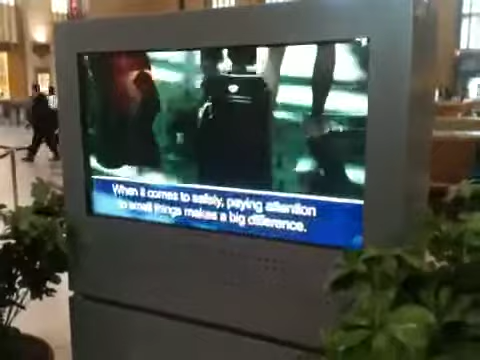 When it comes to safety, paying attention
to small things makes a big difference.